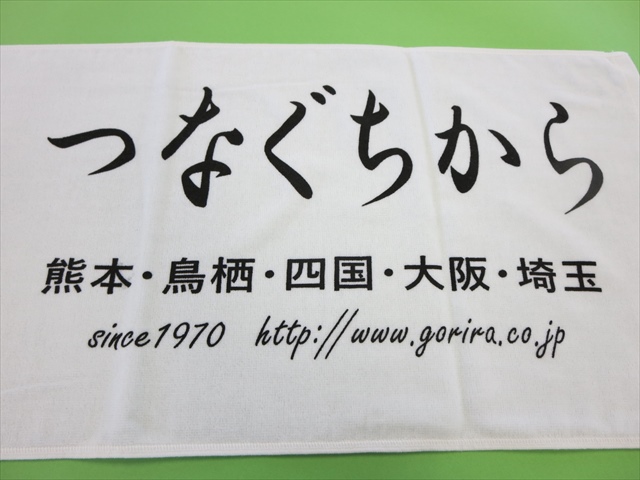 つなぐちから
熊本・鳥栖・四国・大阪・埼玉
since1970 http://www.gorira.co.jp